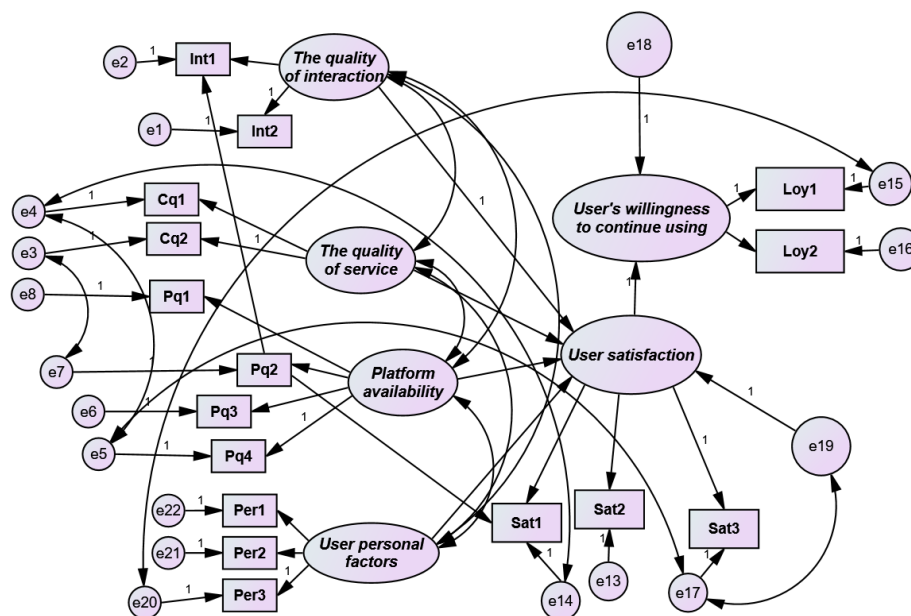 e18
The quality
of interaction
e2
1
Int1
1
e1
1
Int2
1
1
e15
Loy1
1
1
User's willingness
to continue using
e4
1
Cq1
e3
1
Cq2
1
The quality
of service
1
Loy2
1
e16
e8
1
Pq1
User satisfaction
e7
1
Pq2
Platform
availability
e6
1
Pq3
1
e5
1
Pq4
1
1
e19
e22
1
Per1
e21
1
Per2
User personal
factors
e20
1
Per3
1
Sat1
Sat2
Sat3
1
1
1
e14
e13
e17